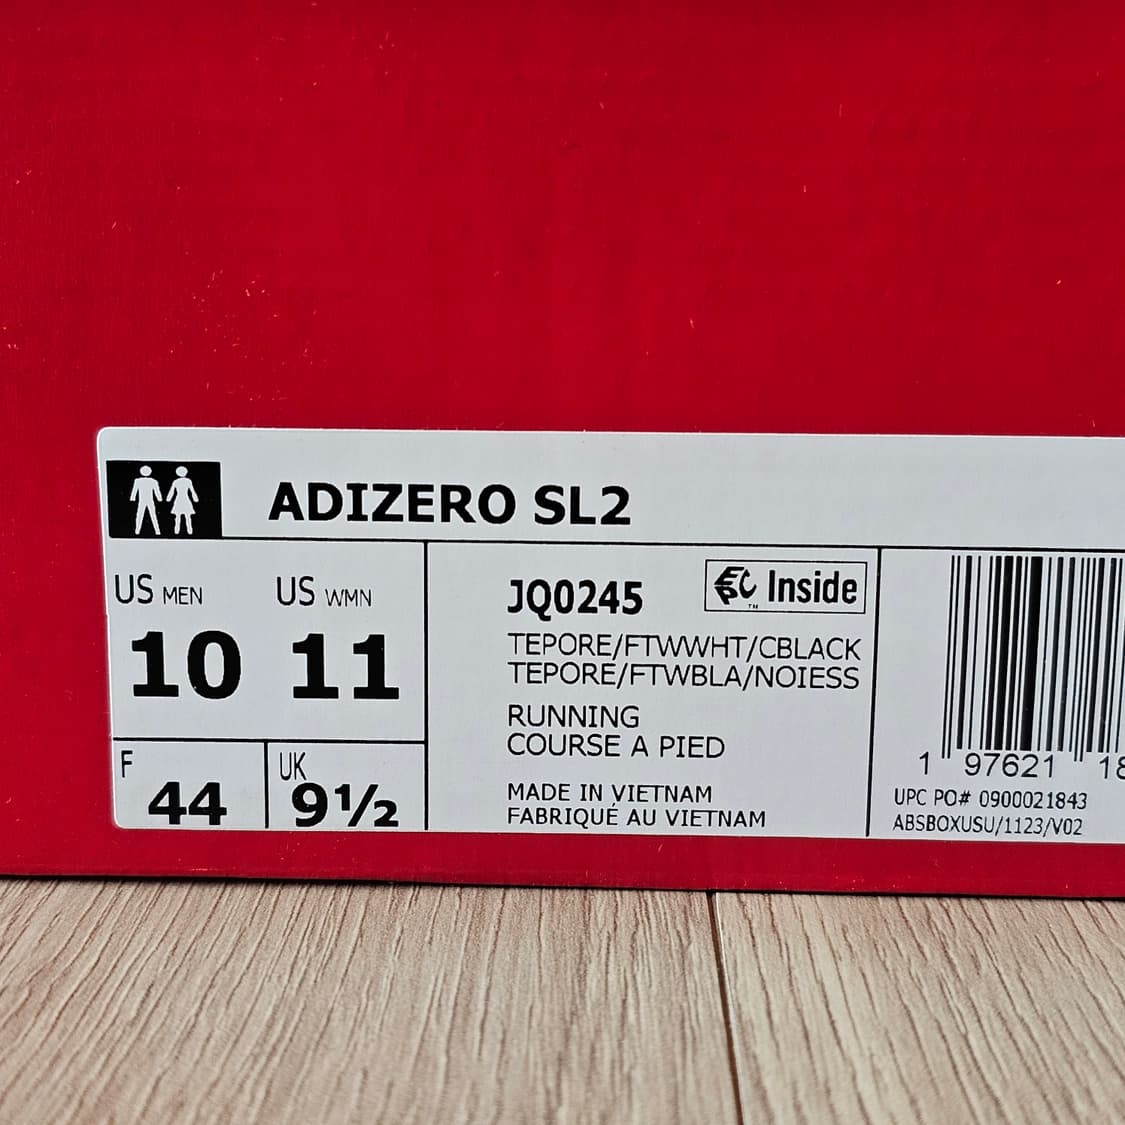 ADIZERO SL2
US MEN US WMN
10 11
F 44 UK 9½
JQ0245
Inside
TEPORE/FTWWHT/CBLACK
TEPORE/FTWBLA/NOIESS
RUNNING
COURSE A PIED
MADE IN VIETNAM
FABRIQUÉ AU VIETNAM
1 97621 18
UPC PO# 0900021843
ABSBOXUSU/1123/V02